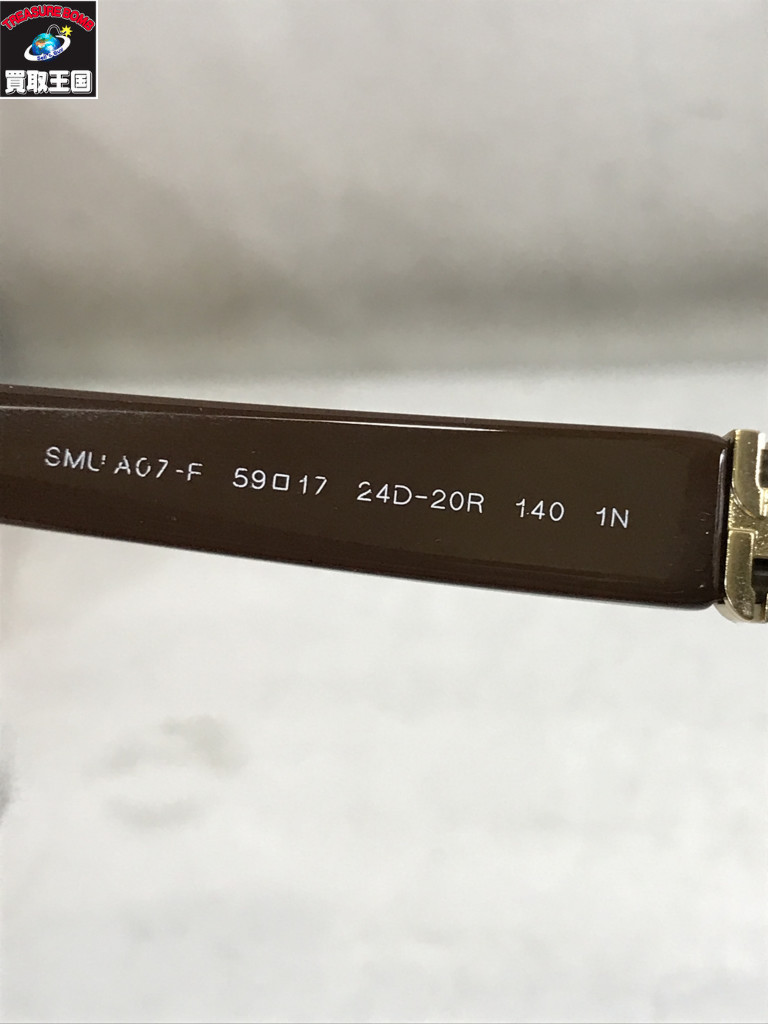 TREASURE BOMB
買取王国
SMU A07-F 59□17 24D-20R 140 1N